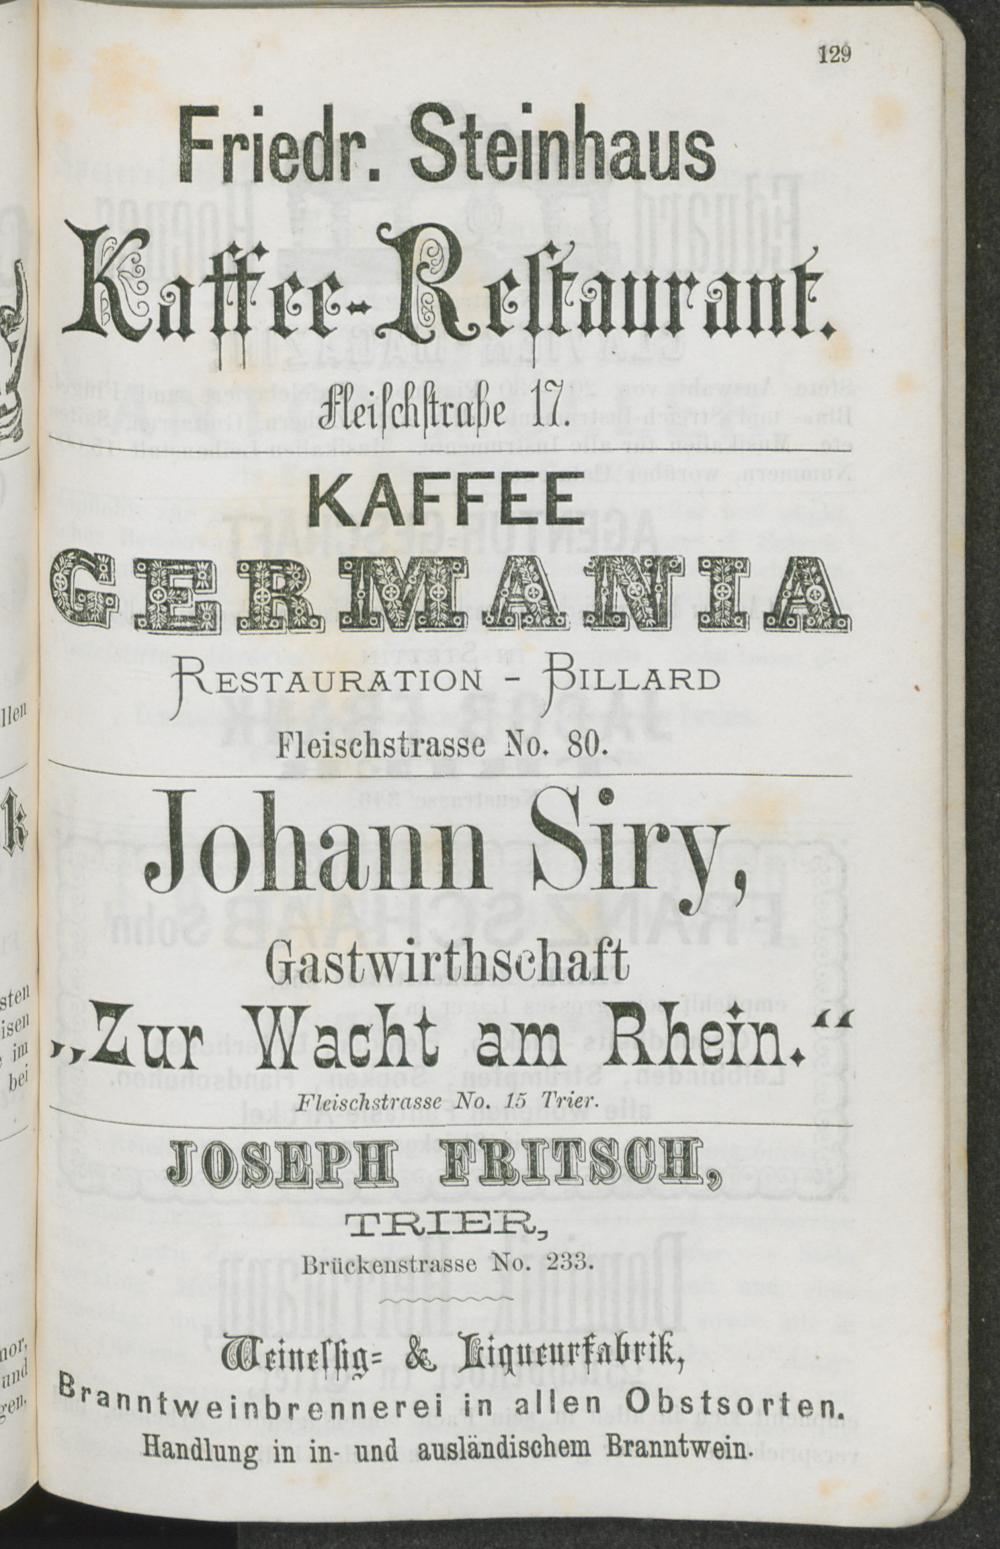 129
Friedr. Steinhaus
Kaffee-Restaurant.
Fleischstraße 17.
KAFFEE
GERMANIA
RESTAURATION - BILLARD
Fleischstrasse No. 80.
Johann Siry,
Gastwirthschaft
„Zur Wacht am Rhein.“
Fleischstrasse No. 15 Trier.
JOSEPH FRITSCH,
TRIER,
Brückenstrasse No. 233.
Weinessig- & Liqueurfabrik,
Branntweinbrennerei in allen Obstsorten.
Handlung in in- und ausländischem Branntwein.